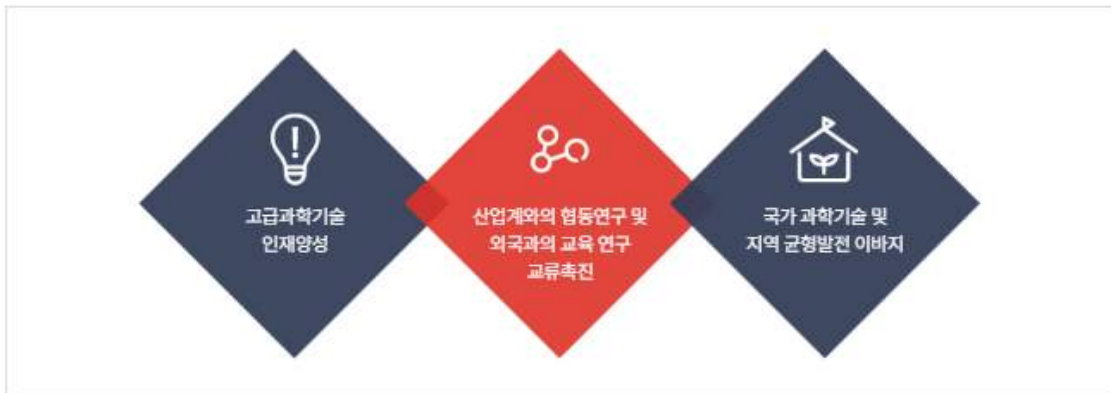 고급과학기술
인재양성
산업계와의 협동연구 및
외국과의 교육 연구
교류촉진
국가 과학기술 및
지역 균형발전 이바지